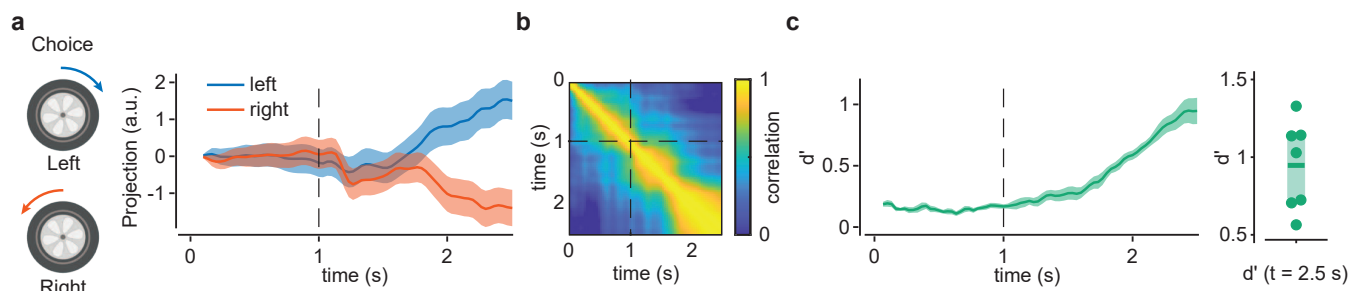 a
Choice
Left
Right
Projection (a.u.)
2
1
0
-1
left
right
0
1
2
time (s)
b
0
1
2
time (s)
0
1
2
time (s)
1
0
correlation
c
1
0.5
0
d'
0
1
2
time (s)
1.5
1
0.5
d'
d' (t = 2.5 s)